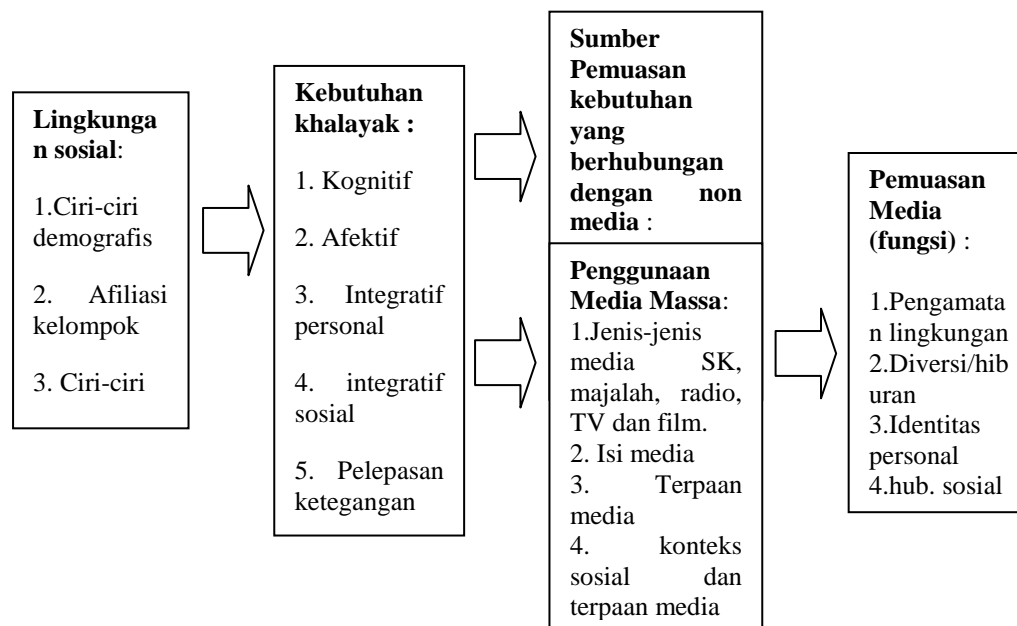 Lingkunga
n sosial:
1.Ciri-ciri
demografis
2. Afiliasi
kelompok
3. Ciri-ciri
Kebutuhan
khalayak :
1. Kognitif
2. Afektif
3. Integratif
personal
4. integratif
sosial
5. Pelepasan
ketegangan
Sumber
Pemuasan
kebutuhan
yang
berhubungan
dengan non
media :
Penggunaan
Media Massa:
1.Jenis-jenis
media SK,
majalah, radio,
TV dan film.
2. Isi media
3. Terpaan
media
4. konteks
sosial dan
terpaan media
Pemuasan
Media
(fungsi) :
1.Pengamata
n lingkungan
2.Diversi/hib
uran
3.Identitas
personal
4.hub. sosial